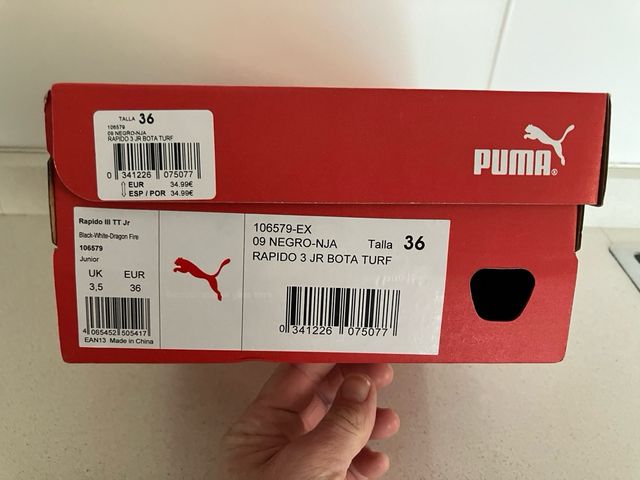 TALLA 36
106579
09 NEGRO-NJA
RAPIDO 3 JR BOTA TURF
0 341226 075077
EUR 34.99€
ESP / POR 34.99€
PUMA®
Rapido III TT Jr
Black-White-Dragon Fire
106579
Junior
UK EUR
3,5 36
4 065452 505417
EAN13 Made in China
106579-EX
09 NEGRO-NJA Talla 36
RAPIDO 3 JR BOTA TURF
0 341226 075077